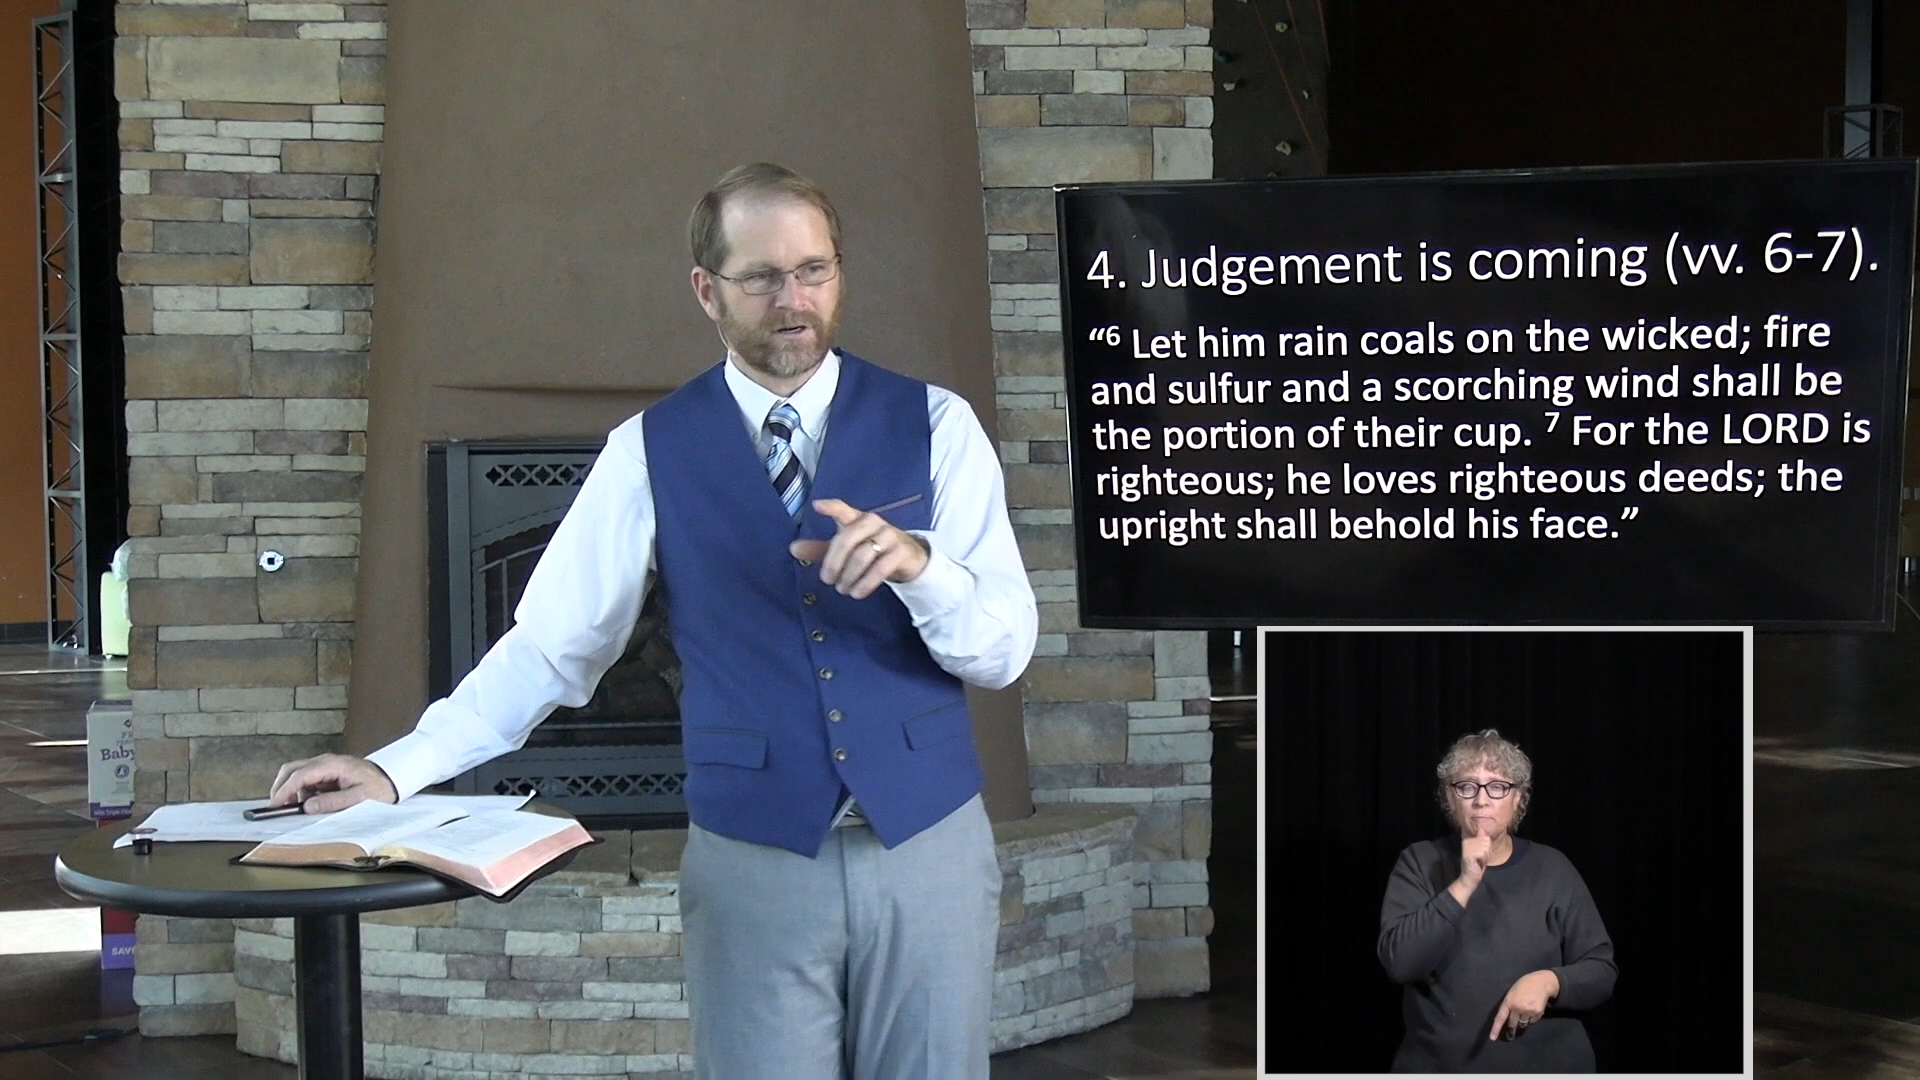 4. Judgement is coming (vv. 6-7).
“⁶ Let him rain coals on the wicked; fire
and sulfur and a scorching wind shall be
the portion of their cup. ⁷ For the LORD is
righteous; he loves righteous deeds; the
upright shall behold his face.”
Baby
SAVE